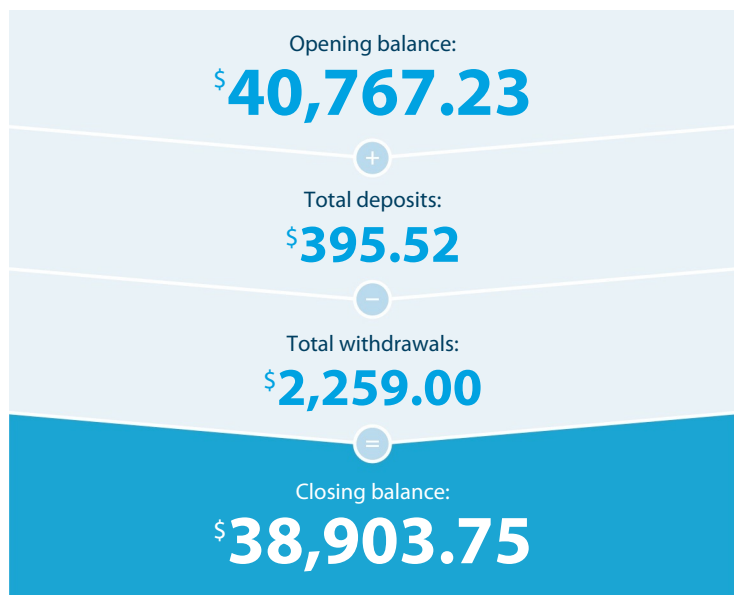 Opening balance:
$40,767.23
+
Total deposits:
$395.52
−
Total withdrawals:
$2,259.00
=
Closing balance:
$38,903.75